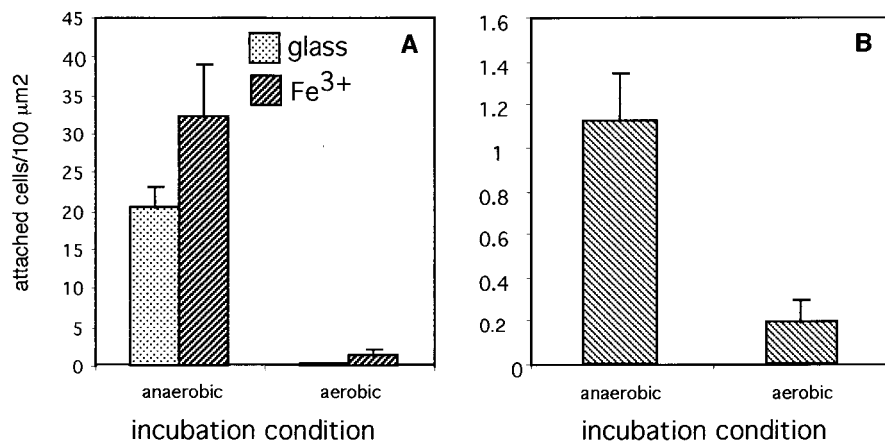 attached cells/100 µm2
45
40
35
30
25
20
15
10
5
0
A
glass
Fe3+
anaerobic
aerobic
incubation condition
1.6
1.4
1.2
1
0.8
0.6
0.4
0.2
0
B
anaerobic
aerobic
incubation condition